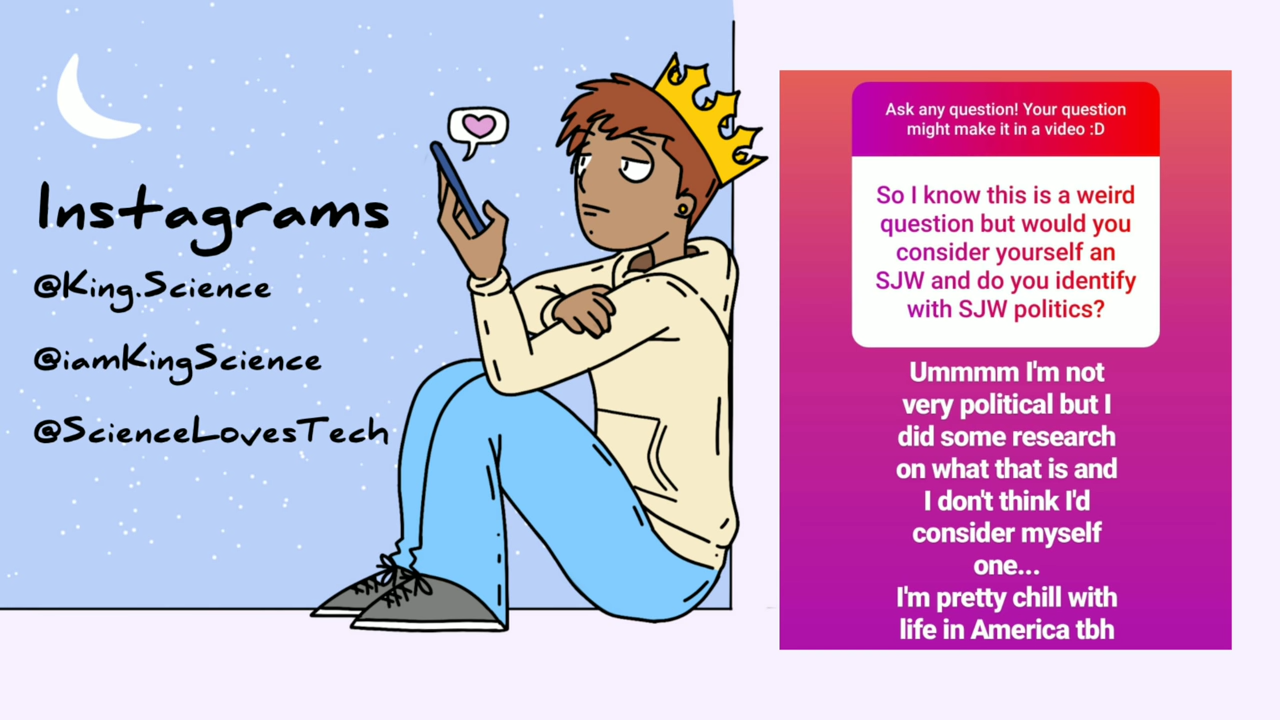 Instagrams
@King.Science
@iamKingScience
@ScienceLovesTech
Ask any question! Your question
might make it in a video :D
So I know this is a weird
question but would you
consider yourself an
SJW and do you identify
with SJW politics?
Ummmm I'm not
very political but I
did some research
on what that is and
I don't think I'd
consider myself
one...
I'm pretty chill with
life in America tbh